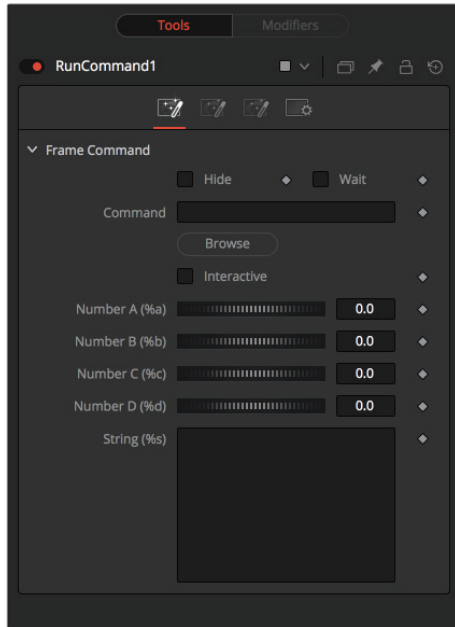 Tools Modifiers
RunCommand1
Frame Command
Hide Wait
Command
Browse
Interactive
Number A (%a) 0.0
Number B (%b) 0.0
Number C (%c) 0.0
Number D (%d) 0.0
String (%s)